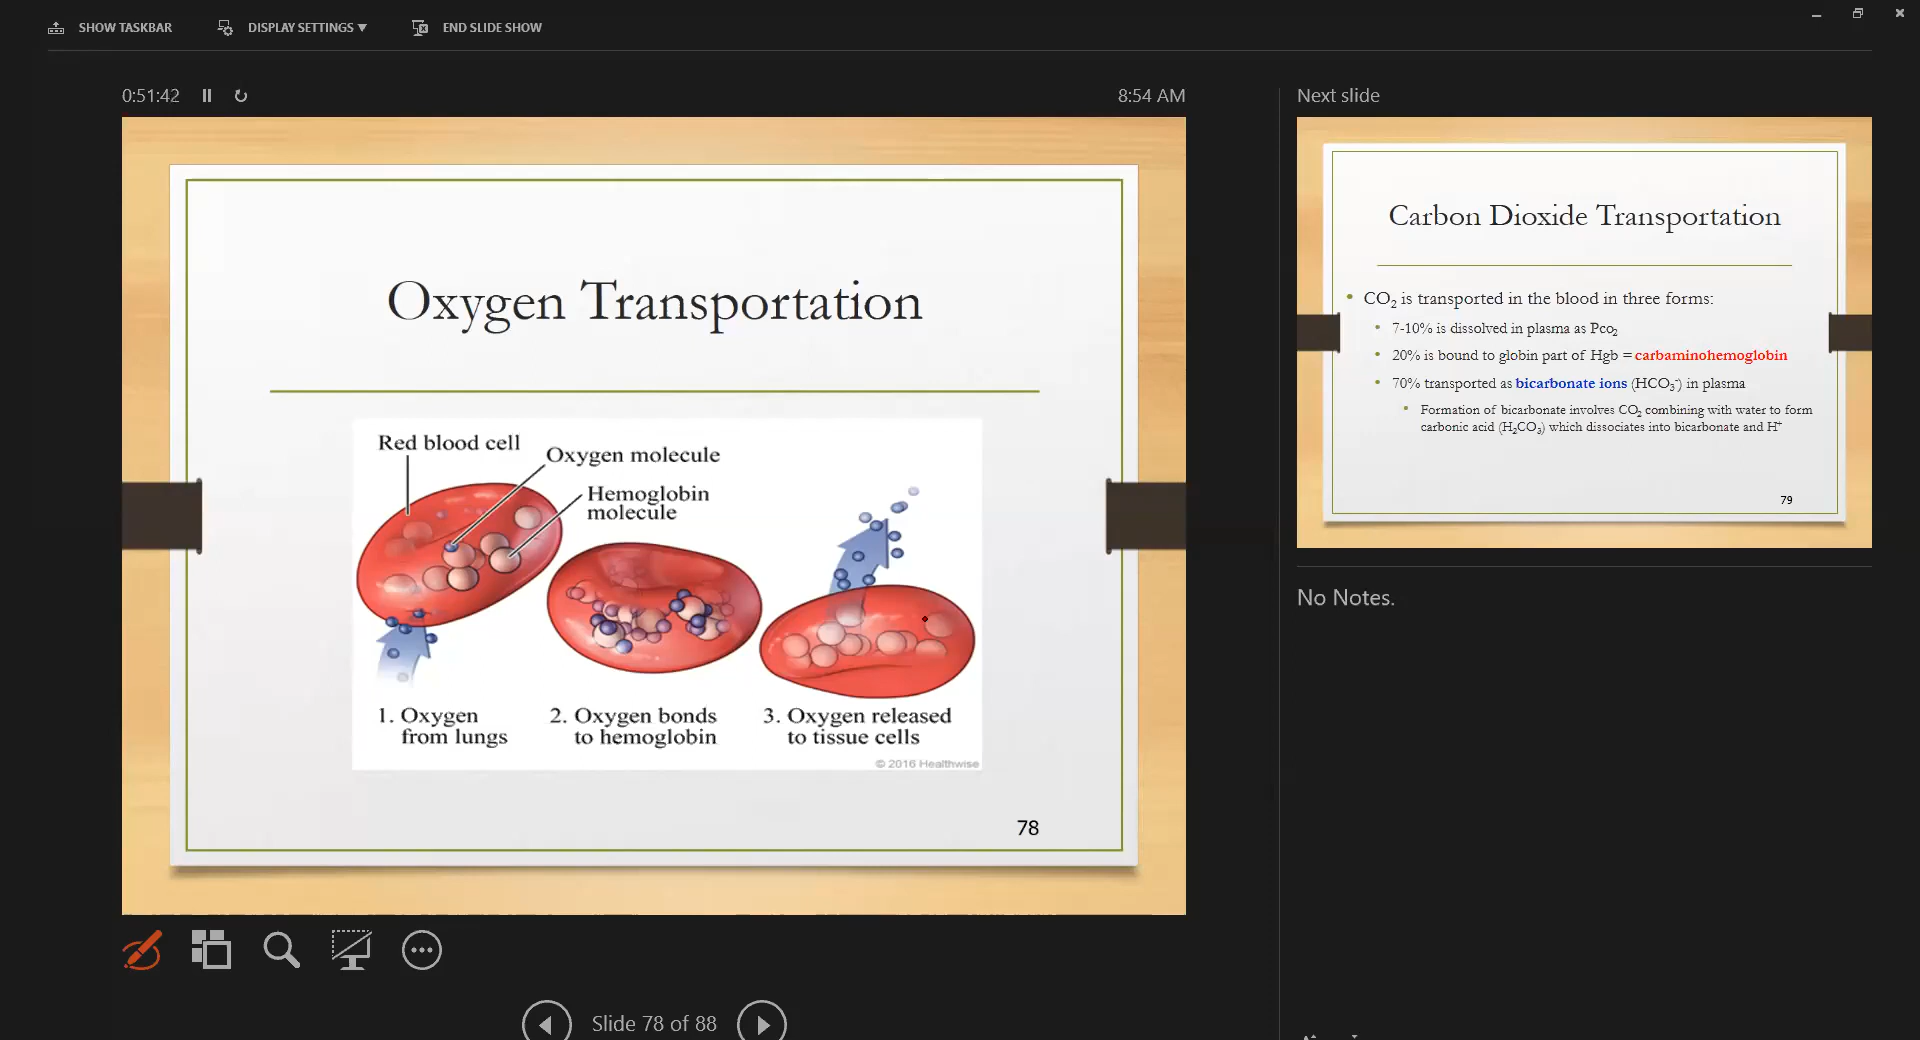 SHOW TASKBAR
DISPLAY SETTINGS ▼
END SLIDE SHOW
0:51:42
8:54 AM
Next slide
Oxygen Transportation
Red blood cell
Oxygen molecule
Hemoglobin
molecule
1. Oxygen
from lungs
2. Oxygen bonds
to hemoglobin
3. Oxygen released
to tissue cells
© 2016 Healthwise
78
Carbon Dioxide Transportation
• CO₂ is transported in the blood in three forms:
• 7-10% is dissolved in plasma as Pco₂
• 20% is bound to globin part of Hgb = carbaminohemoglobin
• 70% transported as bicarbonate ions (HCO₃⁻) in plasma
• Formation of bicarbonate involves CO₂ combining with water to form
carbonic acid (H₂CO₃) which dissociates into bicarbonate and H⁺
79
No Notes.
Slide 78 of 88